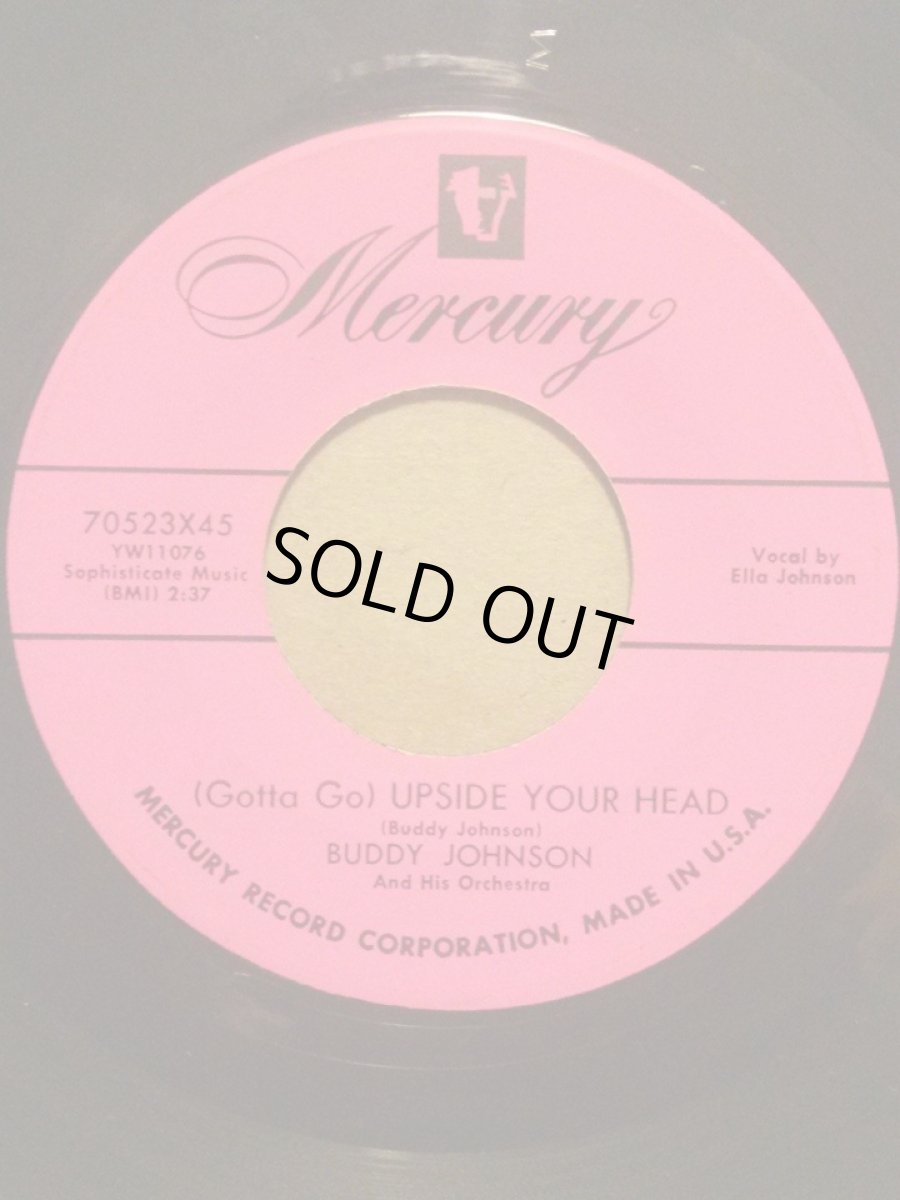 Mercury
70523X45
YW11076
Sophisticate Music
(BMI) 2:37
Vocal by
Ella Johnson
SOLD OUT
(Gotta Go) UPSIDE YOUR HEAD
(Buddy Johnson)
BUDDY JOHNSON
And His Orchestra
MERCURY RECORD CORPORATION, MADE IN U.S.A.